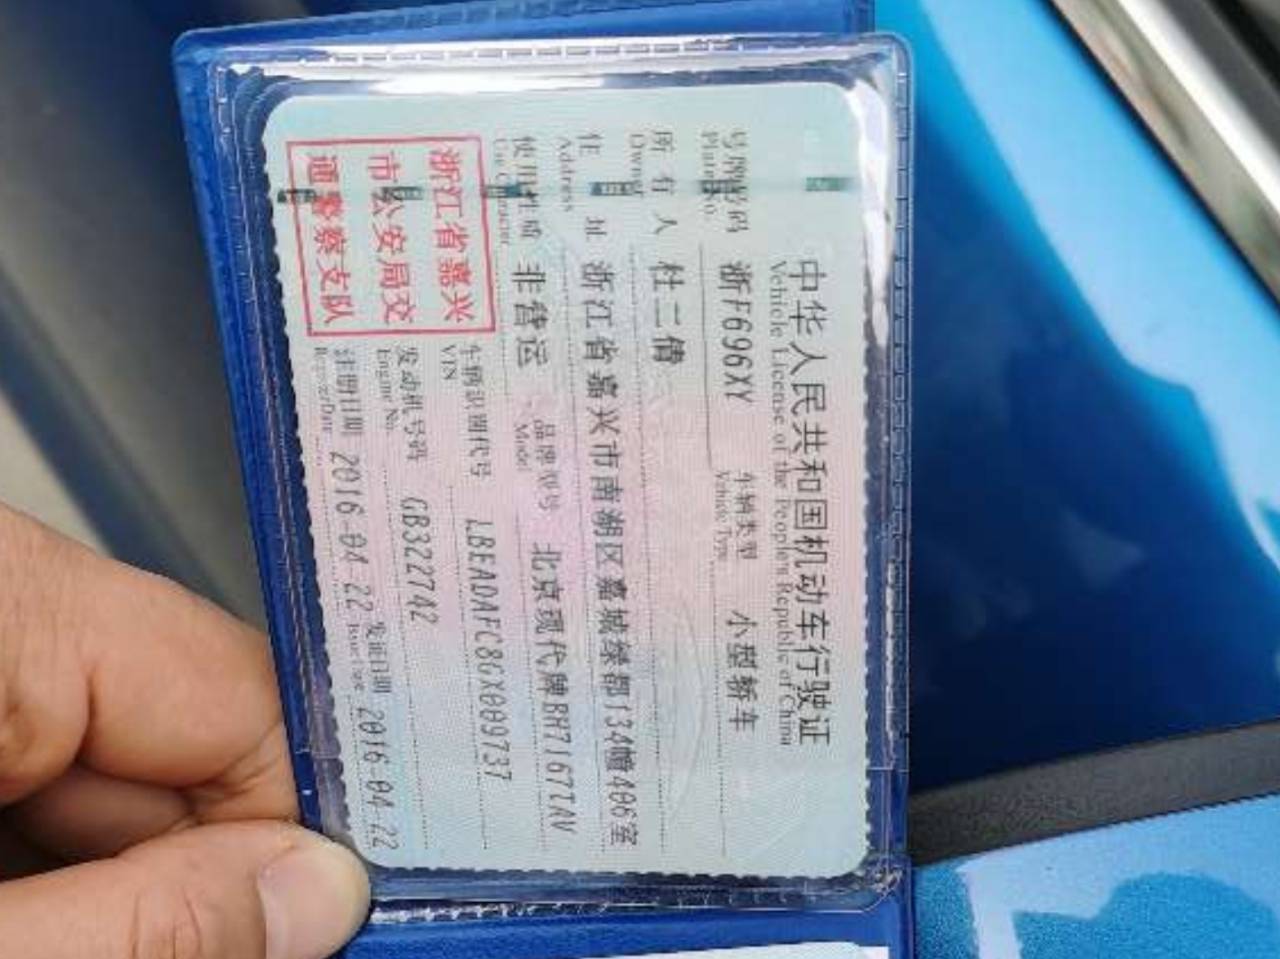 中华人民共和国机动车行驶证
Vehicle License of the People's Republic of China
号牌号码 浙F696XY 车辆类型 小型轿车
Plate No. Vehicle Type
所有人 杜二倩
Owner
住址 浙江省嘉兴市南湖区嘉城绿都134幢406室
Address
使用性质 非营运 品牌型号 北京现代牌BH7167TAV
Use Character Model
浙江省嘉兴
市公安局交
通警察支队
车辆识别代号 LBEADAFC8GX009737
VIN
发动机号码 GB322742
Engine No.
注册日期 2016-04-22 发证日期 2016-04-22
Register Date Issue Date